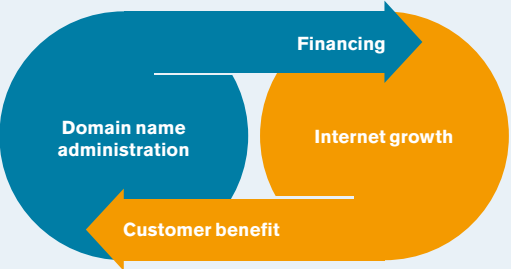 Financing
Domain name
administration
Internet growth
Customer benefit